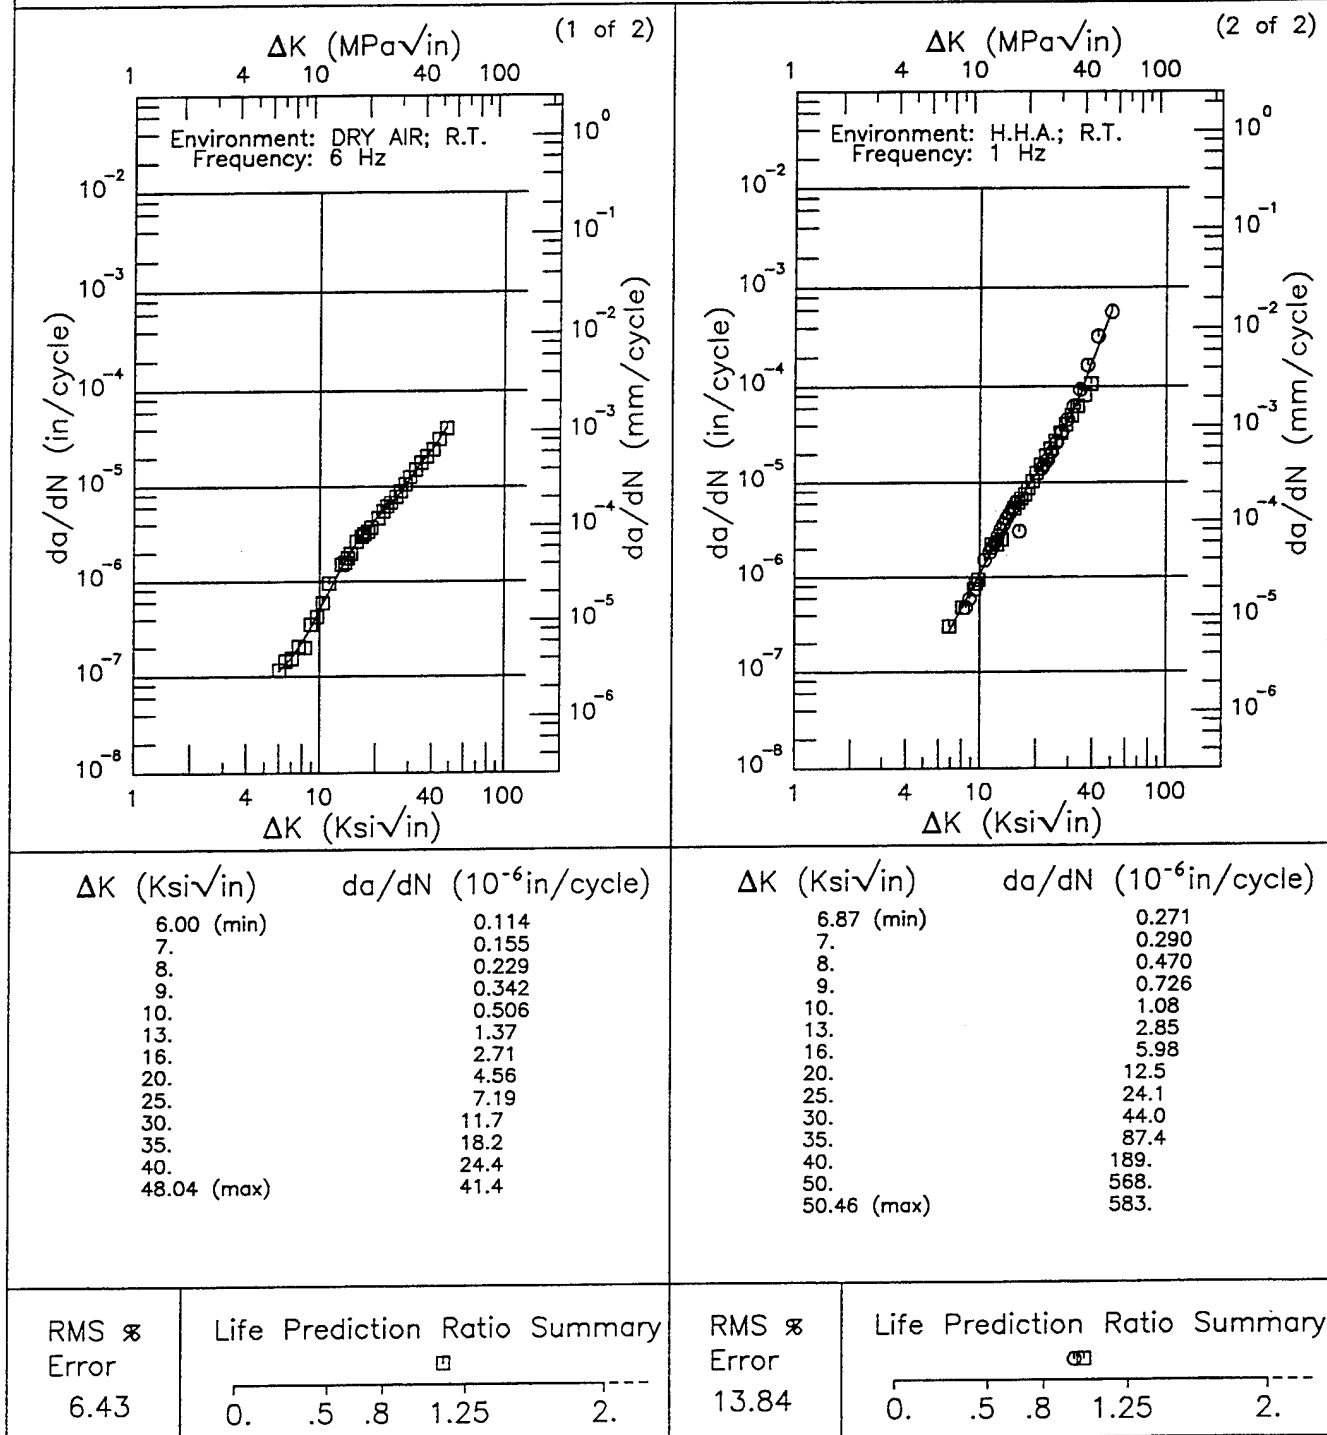 (1 of 2)
ΔK (MPa√in)
1 4 10 40 100
Environment: DRY AIR; R.T.
Frequency: 6 Hz
10⁰
10⁻¹
10⁻²
10⁻³
10⁻⁴
10⁻⁵
10⁻⁶
da/dN (mm/cycle)
10⁻²
10⁻³
10⁻⁴
10⁻⁵
10⁻⁶
10⁻⁷
10⁻⁸
da/dN (in/cycle)
1 4 10 40 100
ΔK (Ksi√in)
ΔK (Ksi√in) da/dN (10⁻⁶in/cycle)
6.00 (min) 0.114
7. 0.155
8. 0.229
9. 0.342
10. 0.506
13. 1.37
16. 2.71
20. 4.56
25. 7.19
30. 11.7
35. 18.2
40. 24.4
48.04 (max) 41.4
RMS %
Error
6.43
Life Prediction Ratio Summary
0. .5 .8 1.25 2.
(2 of 2)
ΔK (MPa√in)
1 4 10 40 100
Environment: H.H.A.; R.T.
Frequency: 1 Hz
10⁰
10⁻¹
10⁻²
10⁻³
10⁻⁴
10⁻⁵
10⁻⁶
da/dN (mm/cycle)
10⁻²
10⁻³
10⁻⁴
10⁻⁵
10⁻⁶
10⁻⁷
10⁻⁸
da/dN (in/cycle)
1 4 10 40 100
ΔK (Ksi√in)
ΔK (Ksi√in) da/dN (10⁻⁶in/cycle)
6.87 (min) 0.271
7. 0.290
8. 0.470
9. 0.726
10. 1.08
13. 2.85
16. 5.98
20. 12.5
25. 24.1
30. 44.0
35. 87.4
40. 189.
50. 568.
50.46 (max) 583.
RMS %
Error
13.84
Life Prediction Ratio Summary
0. .5 .8 1.25 2.